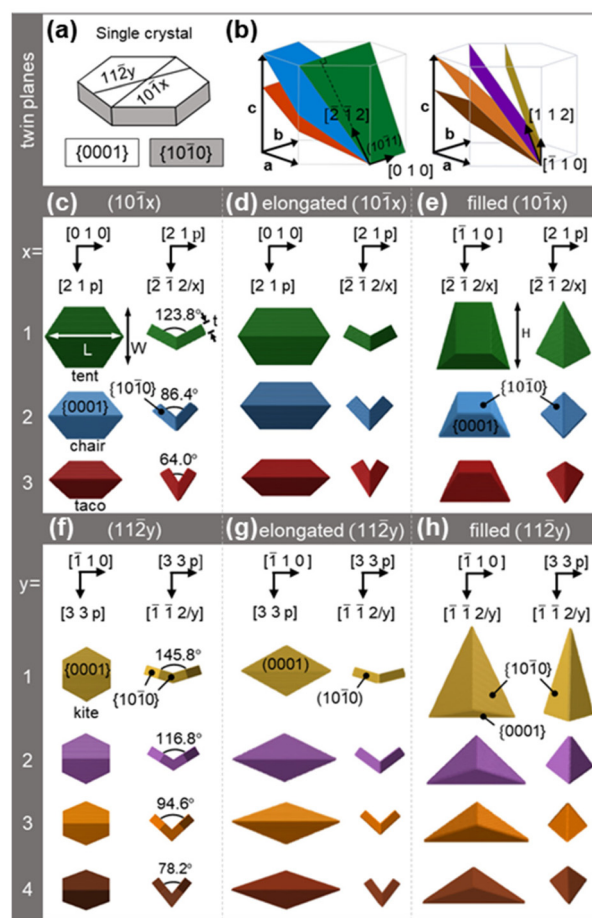 twin planes
(a)
Single crystal
112̄y
101̄x
{0001}
{101̄0}
(b)
c
b
a
[2̄ 1̄ 2]
(101̄1)
[0 1 0]
c
b
a
[1 1 2]
[1̄ 1 0]
x=
(c) (101̄x)
[0 1 0]
[2 1 p]
[2 1 p]
[2̄ 1̄ 2/x]
(d) elongated (101̄x)
[0 1 0]
[2 1 p]
[2 1 p]
[2̄ 1̄ 2/x]
(e) filled (101̄x)
[1̄ 1 0]
[2 1 p]
[2̄ 1̄ 2/x]
[2̄ 1̄ 2/x]
1
L
W
123.8°
t
tent
H
2
{0001}
{101̄0}
86.4°
chair
{101̄0}
{0001}
3
64.0°
taco
y=
(f) (112̄y)
[1̄ 1 0]
[3 3 p]
[3 3 p]
[1̄ 1̄ 2/y]
(g) elongated (112̄y)
[1̄ 1 0]
[3 3 p]
[3 3 p]
[1̄ 1̄ 2/y]
(h) filled (112̄y)
[1̄ 1 0]
[3 3 p]
[1̄ 1̄ 2/y]
[1̄ 1̄ 2/y]
1
{0001}
145.8°
{101̄0}
kite
(0001)
(101̄0)
{101̄0}
{0001}
2
116.8°
3
94.6°
4
78.2°